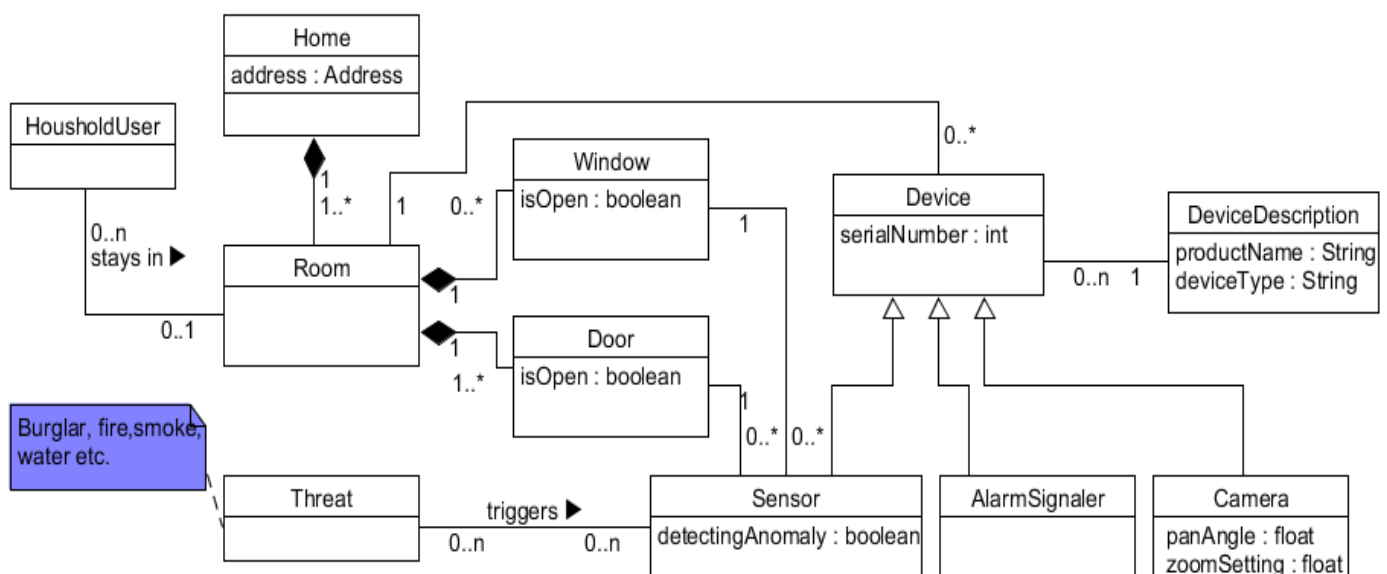 Home
address : Address
HousholdUser
1
1..*
0..n
stays in ▶
0..1
Room
1
0..*
Window
isOpen : boolean
1
1
0..*
Device
serialNumber : int
0..n
1
DeviceDescription
productName : String
deviceType : String
1
1..*
Door
isOpen : boolean
1
0..*
0..*
Burglar, fire,smoke,
water etc.
Threat
triggers ▶
0..n
0..n
Sensor
detectingAnomaly : boolean
AlarmSignaler
Camera
panAngle : float
zoomSetting : float